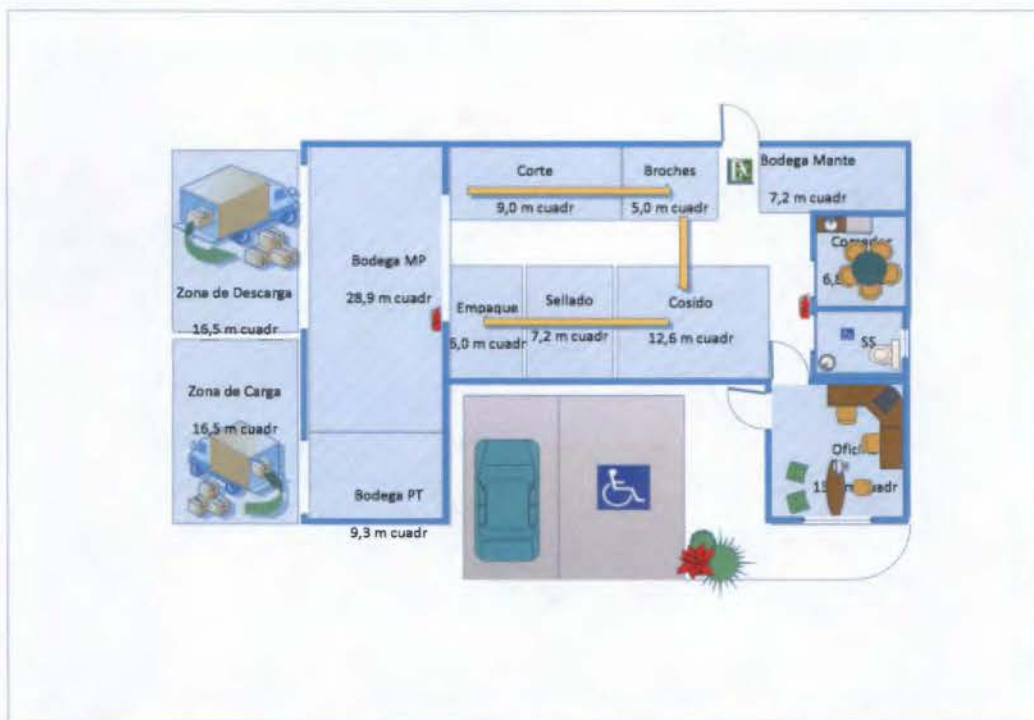 Corte
9,0 m cuadr
Broches
5,0 m cuadr
Bodega Mante
7,2 m cuadr
Zona de Descarga
16,5 m cuadr
Bodega MP
28,9 m cuadr
Empaque
6,0 m cuadr
Sellado
7,2 m cuadr
Cosido
12,6 m cuadr
SS
Zona de Carga
16,5 m cuadr
Bodega PT
9,3 m cuadr